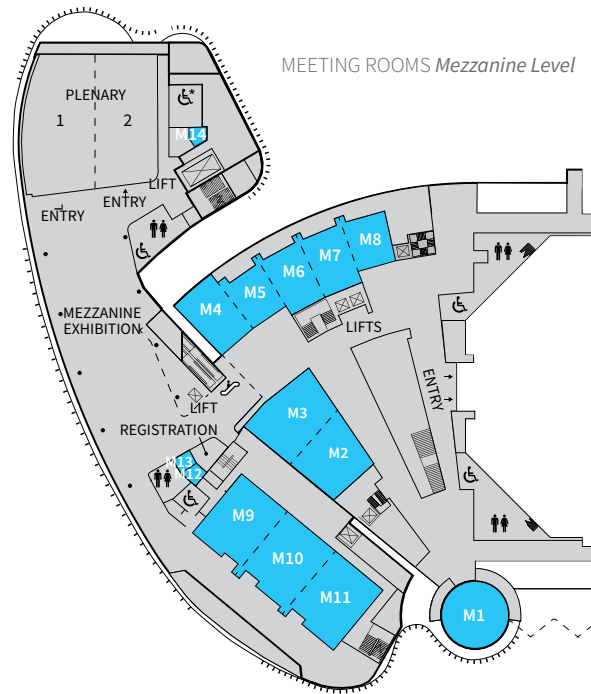 MEETING ROOMS Mezzanine Level
PLENARY
1 2
*
M14
LIFT
ENTRY
ENTRY
M8
M7
M6
M5
M4
MEZZANINE
EXHIBITION
LIFTS
ENTRY
LIFT
M3
REGISTRATION
M2
M13
M12
M9
M10
M11
M1